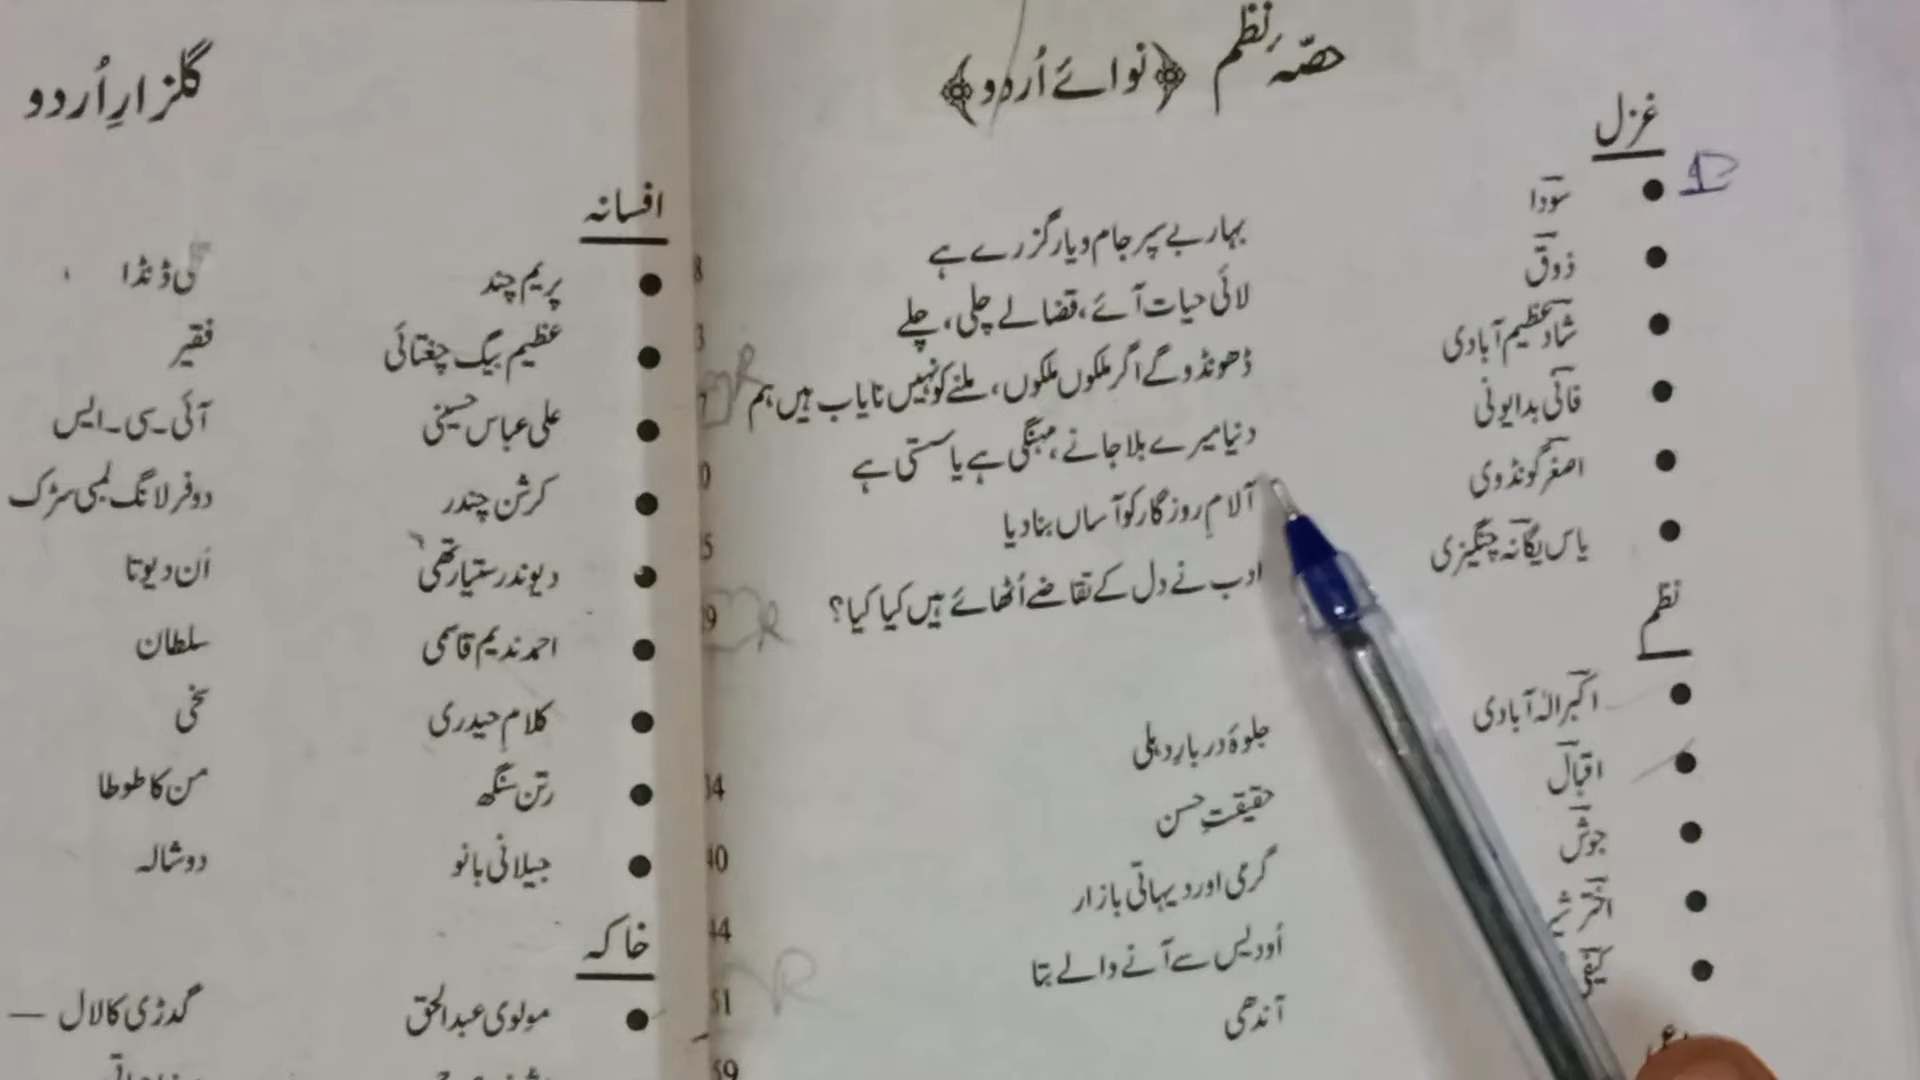 حصّہ نظم ﴿نوائے اُردو﴾
غزل
سودا بہار بے سپر جام و یار گزرے ہے
ذوق لائی حیات آئے، قضا لے چلی، چلے
شاد عظیم آبادی ڈھونڈو گے اگر ملکوں ملکوں، ملنے کو نہیں نایاب ہیں ہم
فانی بدایونی دنیا میرے بلا جانے، مہنگی ہے یا سستی ہے
اصغر گونڈوی آلامِ روزگار کو آساں بنا دیا
یاس یگانہ چنگیزی ادب نے دل کے تقاضے اُٹھائے ہیں کیا کیا؟
نظم
اکبر الہٰ آبادی جلوۂ دربارِ دہلی
اقبال حقیقتِ حسن
جوش گرمی اور دیہاتی بازار
اختر اُو دیس سے آنے والے بتا
کیفی آندھی
گلزارِ اُردو
افسانہ
پریم چند ڈنڈا
عظیم بیگ چغتائی فقیر
علی عباس حسینی آئی۔سی۔ایس
کرشن چندر دو فرلانگ لمبی سڑک
دیوندر ستیارتھی اَن دیوتا
احمد ندیم قاسمی سلطان
کلام حیدری سخی
رتن سنگھ من کا طوطا
جیلانی بانو دوشالہ
خاکہ
مولوی عبدالحق گدڑی کا لال —